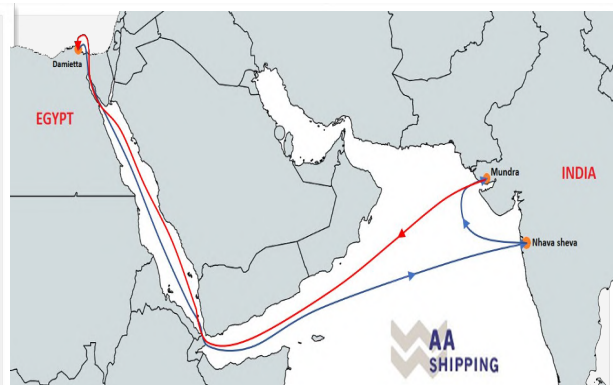 Damietta
EGYPT
Mundra
INDIA
Nhava sheva
AA
SHIPPING